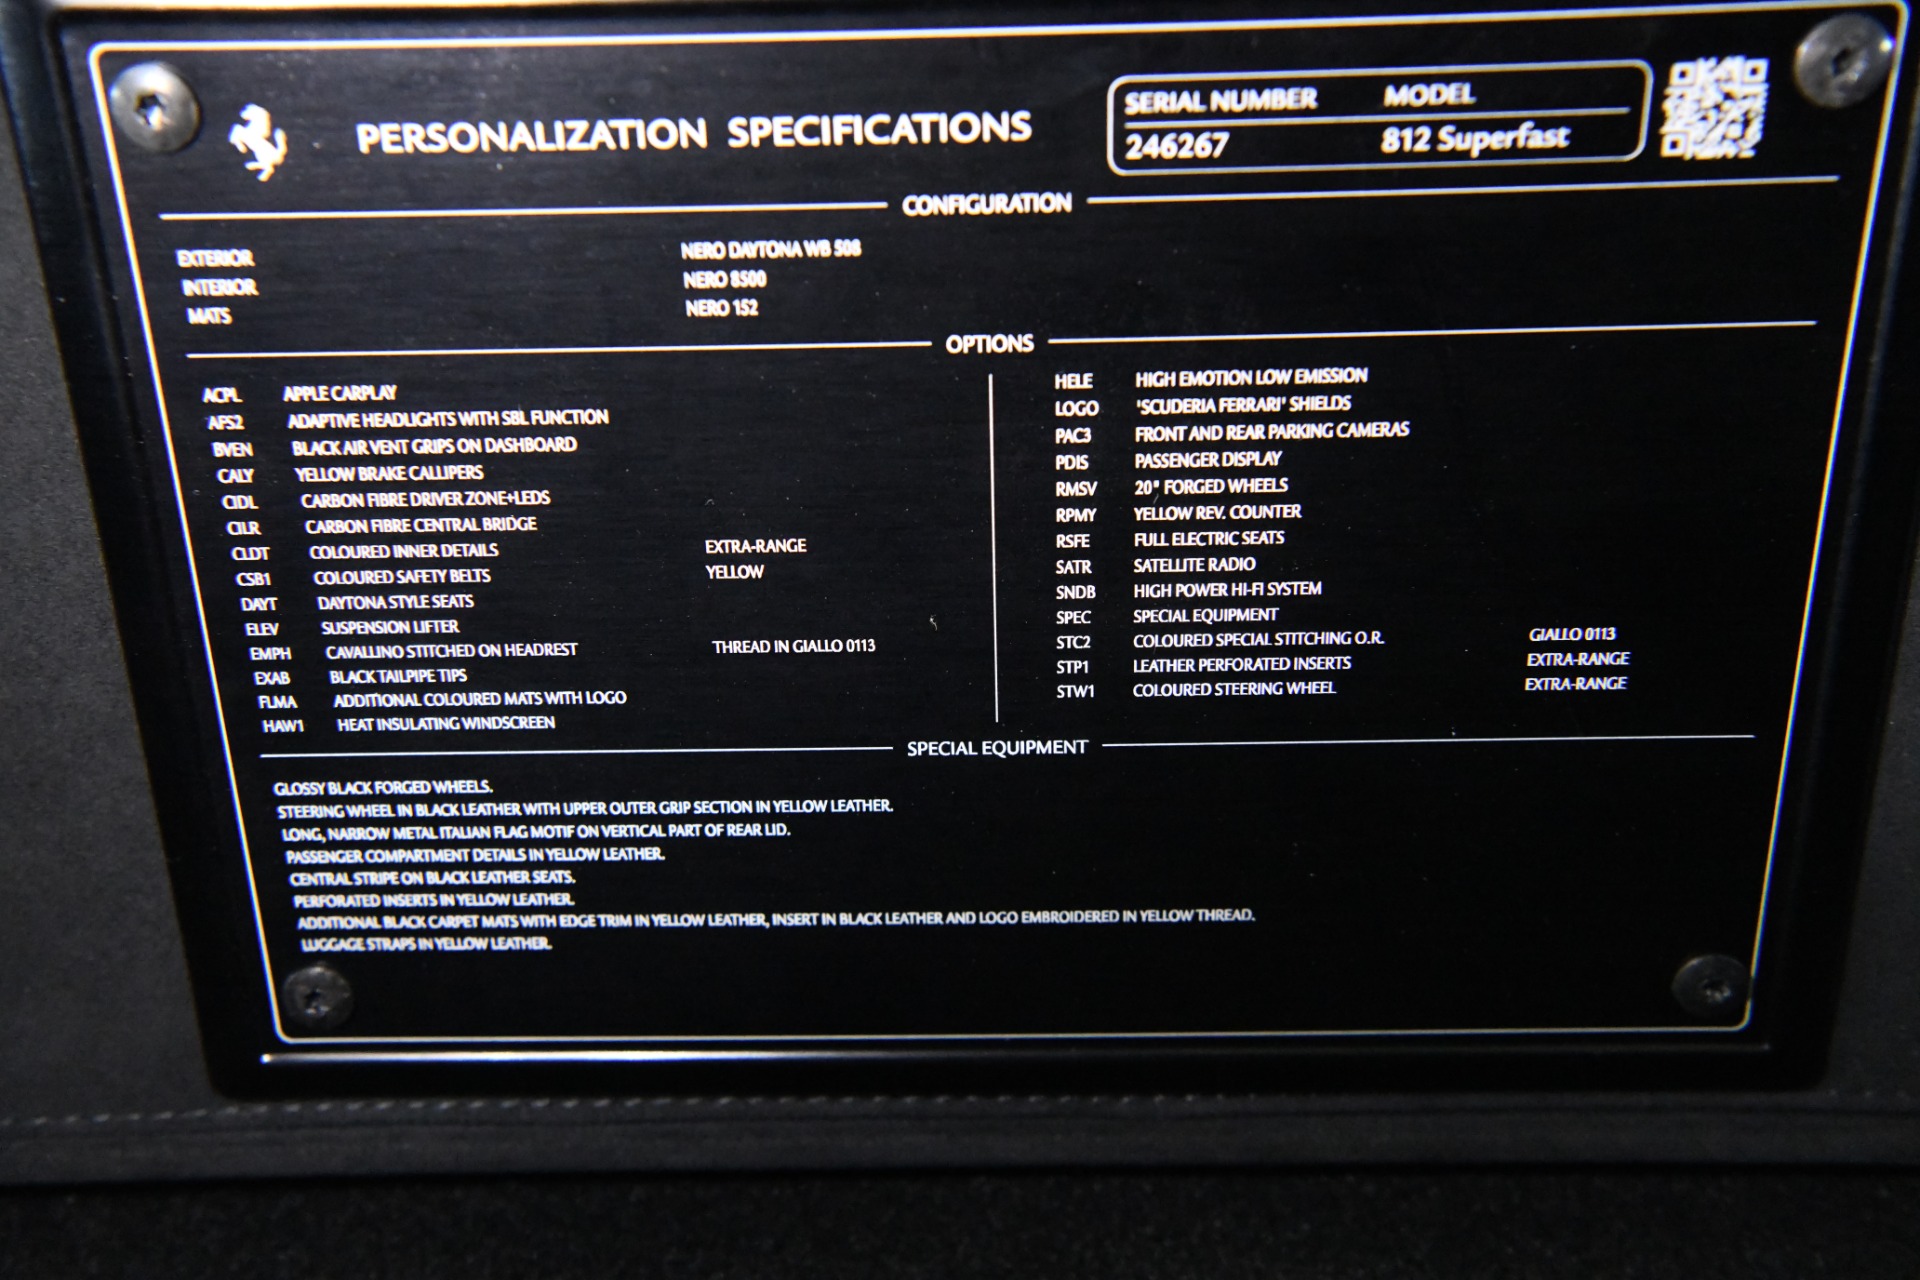 PERSONALIZATION SPECIFICATIONS
SERIAL NUMBER MODEL
246267 812 Superfast
CONFIGURATION
EXTERIOR NERO DAYTONA WB 508
INTERIOR NERO 8500
MATS NERO 152
OPTIONS
ACPL APPLE CARPLAY
AFS2 ADAPTIVE HEADLIGHTS WITH SBL FUNCTION
BVEN BLACK AIR VENT GRIPS ON DASHBOARD
CALY YELLOW BRAKE CALLIPERS
CIDL CARBON FIBRE DRIVER ZONE+LEDS
CILR CARBON FIBRE CENTRAL BRIDGE
CLDT COLOURED INNER DETAILS EXTRA-RANGE
CSB1 COLOURED SAFETY BELTS YELLOW
DAYT DAYTONA STYLE SEATS
ELEV SUSPENSION LIFTER
EMPH CAVALLINO STITCHED ON HEADREST THREAD IN GIALLO 0113
EXAB BLACK TAILPIPE TIPS
FLMA ADDITIONAL COLOURED MATS WITH LOGO
HAW1 HEAT INSULATING WINDSCREEN
HELE HIGH EMOTION LOW EMISSION
LOGO 'SCUDERIA FERRARI' SHIELDS
PAC3 FRONT AND REAR PARKING CAMERAS
PDIS PASSENGER DISPLAY
RMSV 20" FORGED WHEELS
RPMY YELLOW REV. COUNTER
RSFE FULL ELECTRIC SEATS
SATR SATELLITE RADIO
SNDB HIGH POWER HI-FI SYSTEM
SPEC SPECIAL EQUIPMENT
STC2 COLOURED SPECIAL STITCHING O.R. GIALLO 0113
STP1 LEATHER PERFORATED INSERTS EXTRA-RANGE
STW1 COLOURED STEERING WHEEL EXTRA-RANGE
SPECIAL EQUIPMENT
GLOSSY BLACK FORGED WHEELS.
STEERING WHEEL IN BLACK LEATHER WITH UPPER OUTER GRIP SECTION IN YELLOW LEATHER.
LONG, NARROW METAL ITALIAN FLAG MOTIF ON VERTICAL PART OF REAR LID.
PASSENGER COMPARTMENT DETAILS IN YELLOW LEATHER.
CENTRAL STRIPE ON BLACK LEATHER SEATS.
PERFORATED INSERTS IN YELLOW LEATHER.
ADDITIONAL BLACK CARPET MATS WITH EDGE TRIM IN YELLOW LEATHER, INSERT IN BLACK LEATHER AND LOGO EMBROIDERED IN YELLOW THREAD.
LUGGAGE STRAPS IN YELLOW LEATHER.